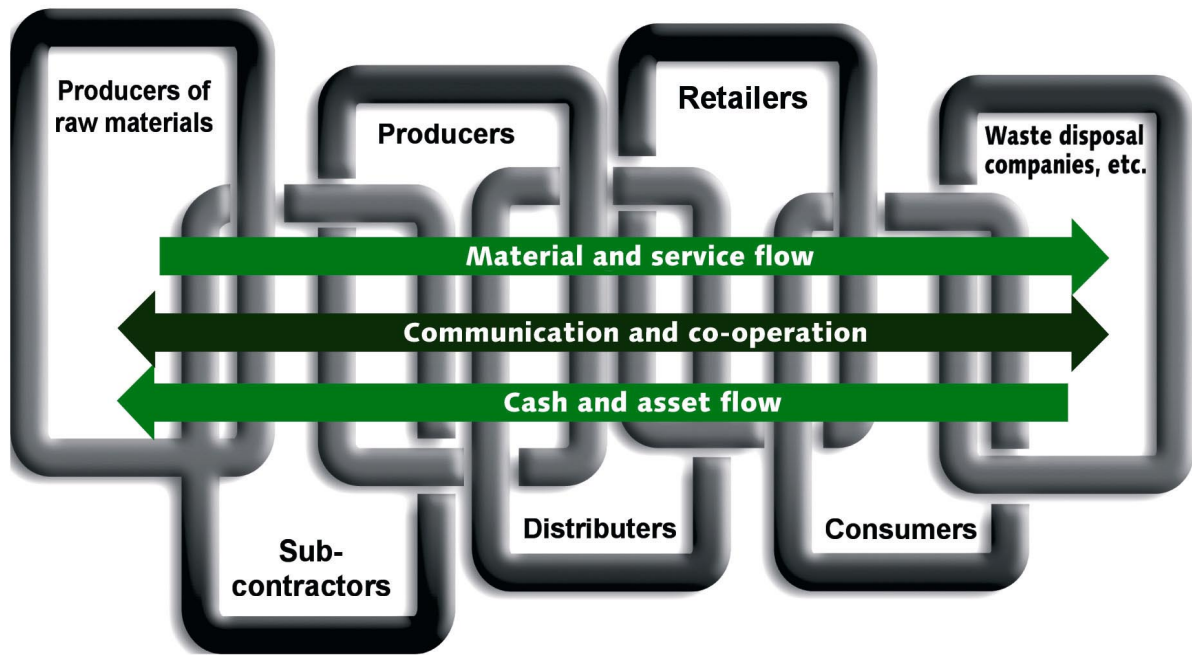 Producers of
raw materials
Producers
Retailers
Waste disposal
companies, etc.
Material and service flow
Communication and co-operation
Cash and asset flow
Sub-
contractors
Distributers
Consumers